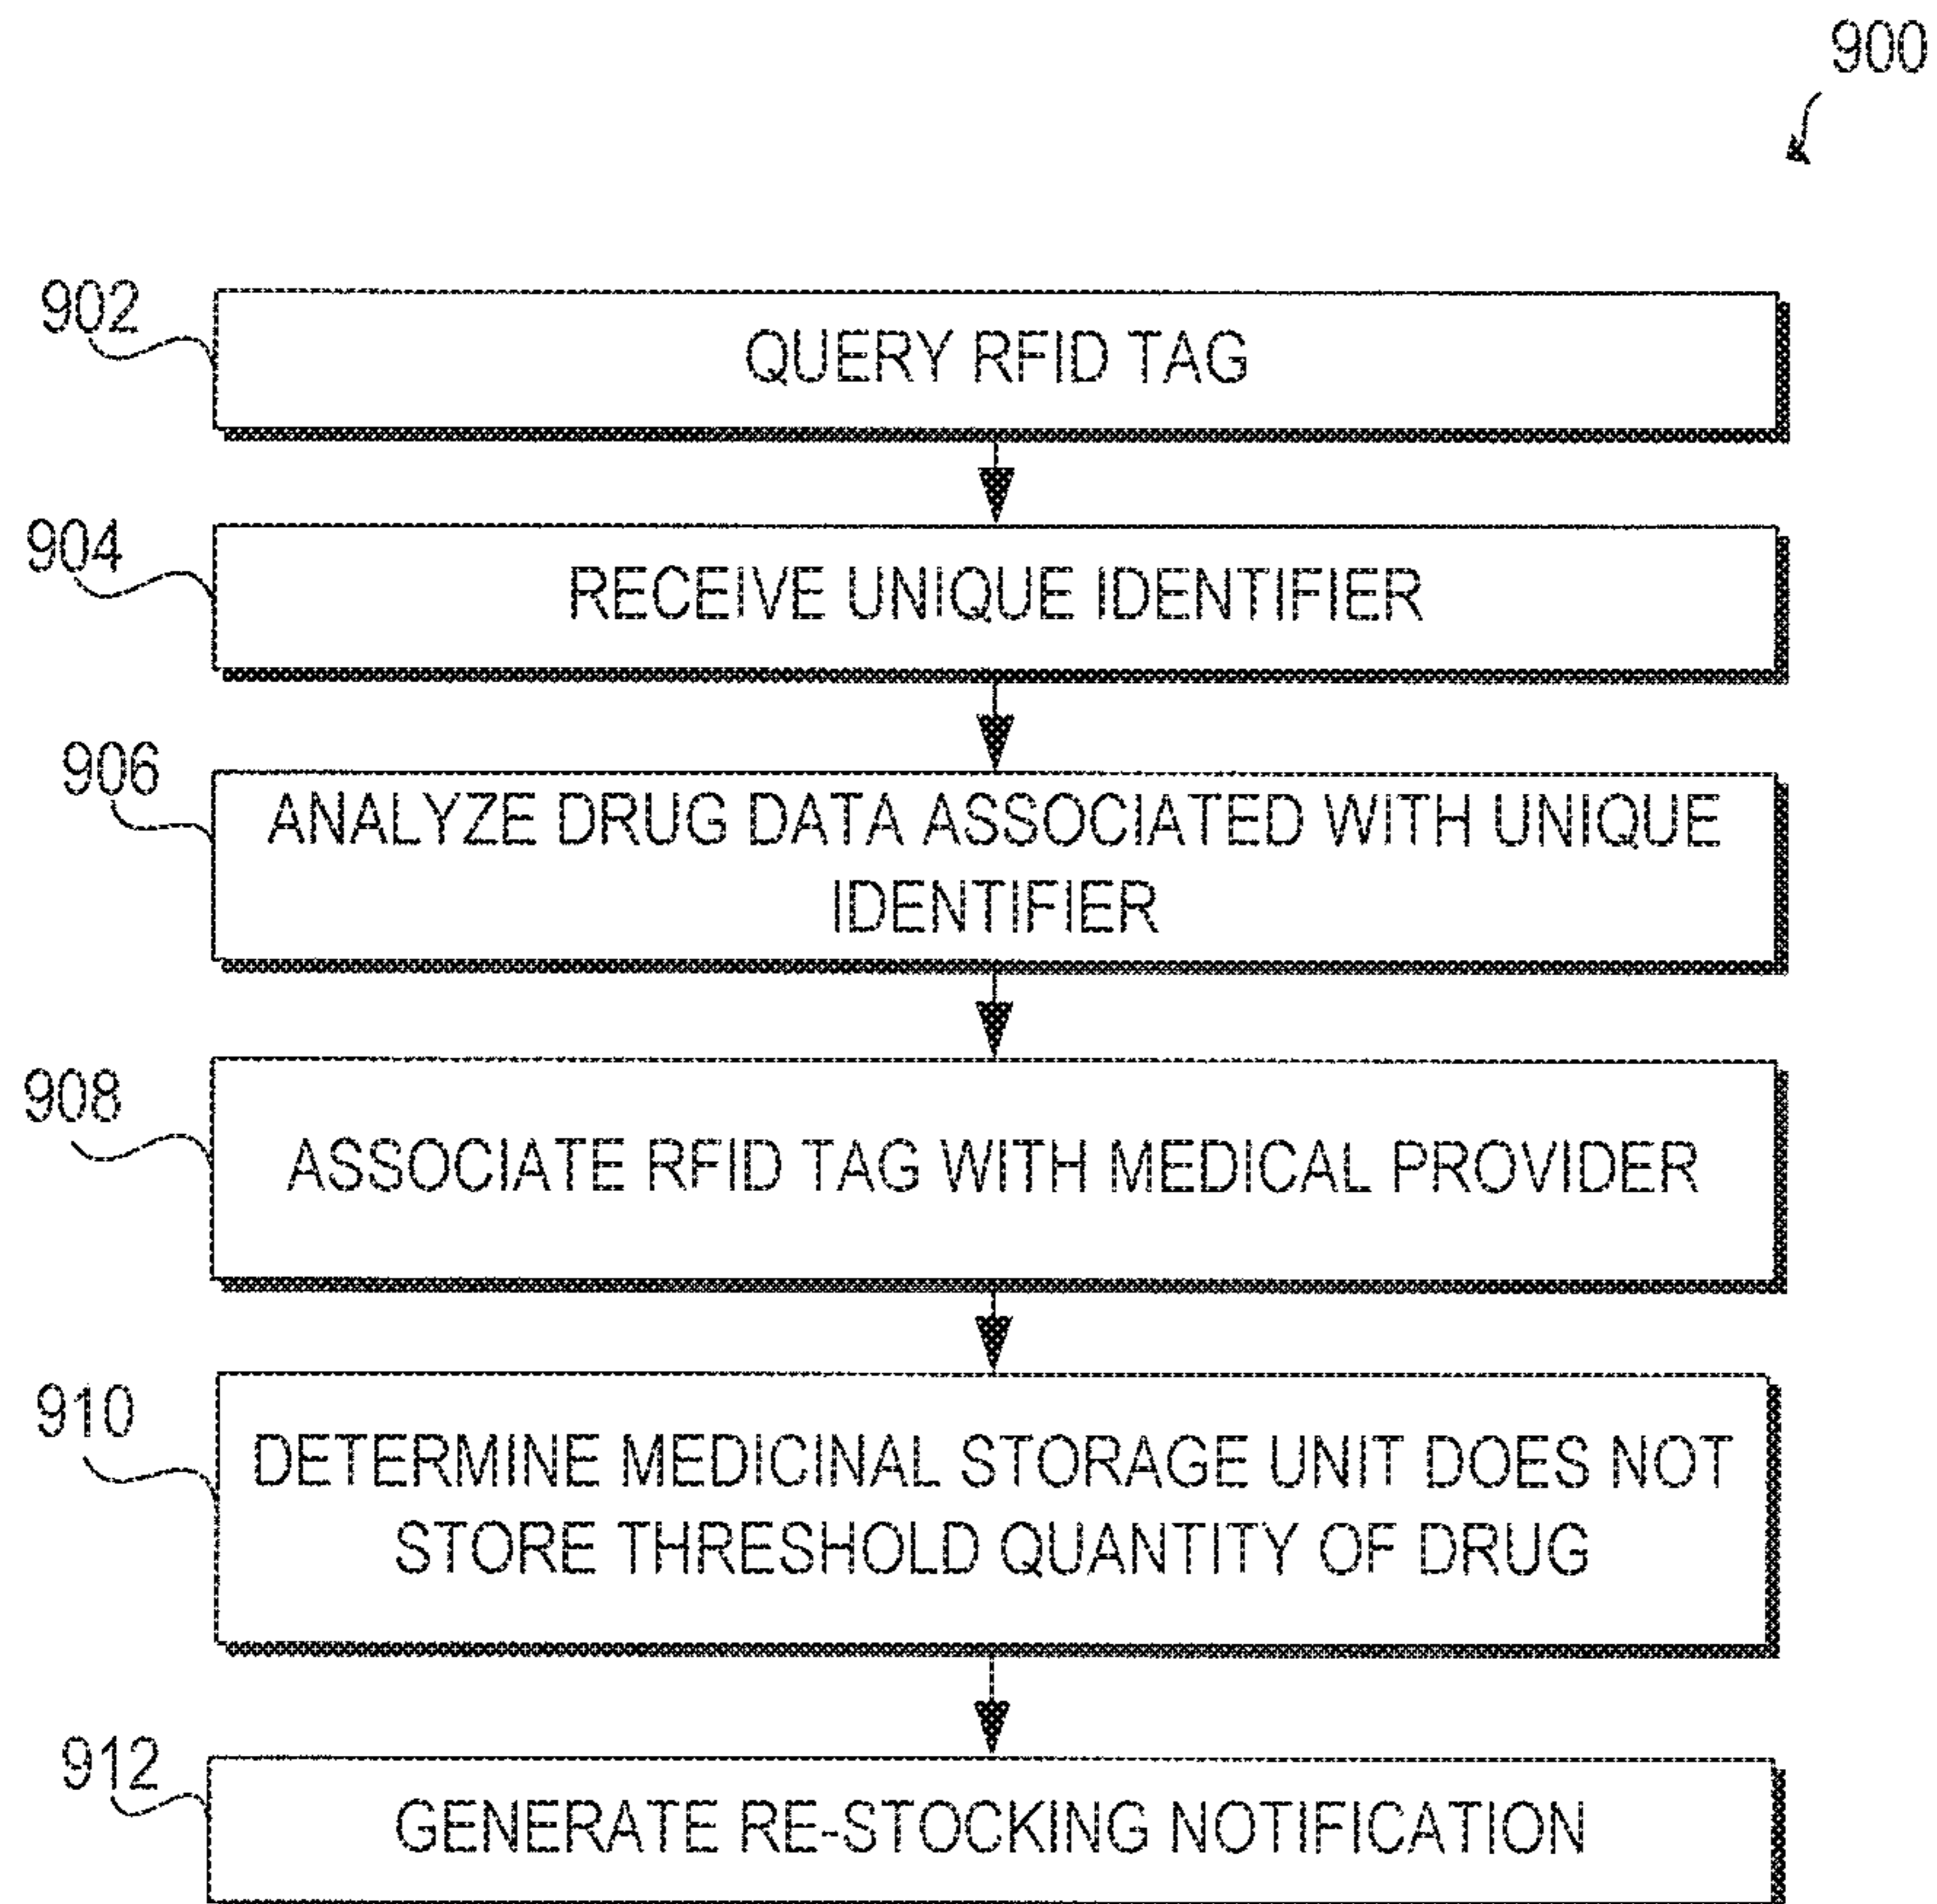 900
902
QUERY RFID TAG
904
RECEIVE UNIQUE IDENTIFIER
906
ANALYZE DRUG DATA ASSOCIATED WITH UNIQUE
IDENTIFIER
908
ASSOCIATE RFID TAG WITH MEDICAL PROVIDER
910
DETERMINE MEDICINAL STORAGE UNIT DOES NOT
STORE THRESHOLD QUANTITY OF DRUG
912
GENERATE RE-STOCKING NOTIFICATION